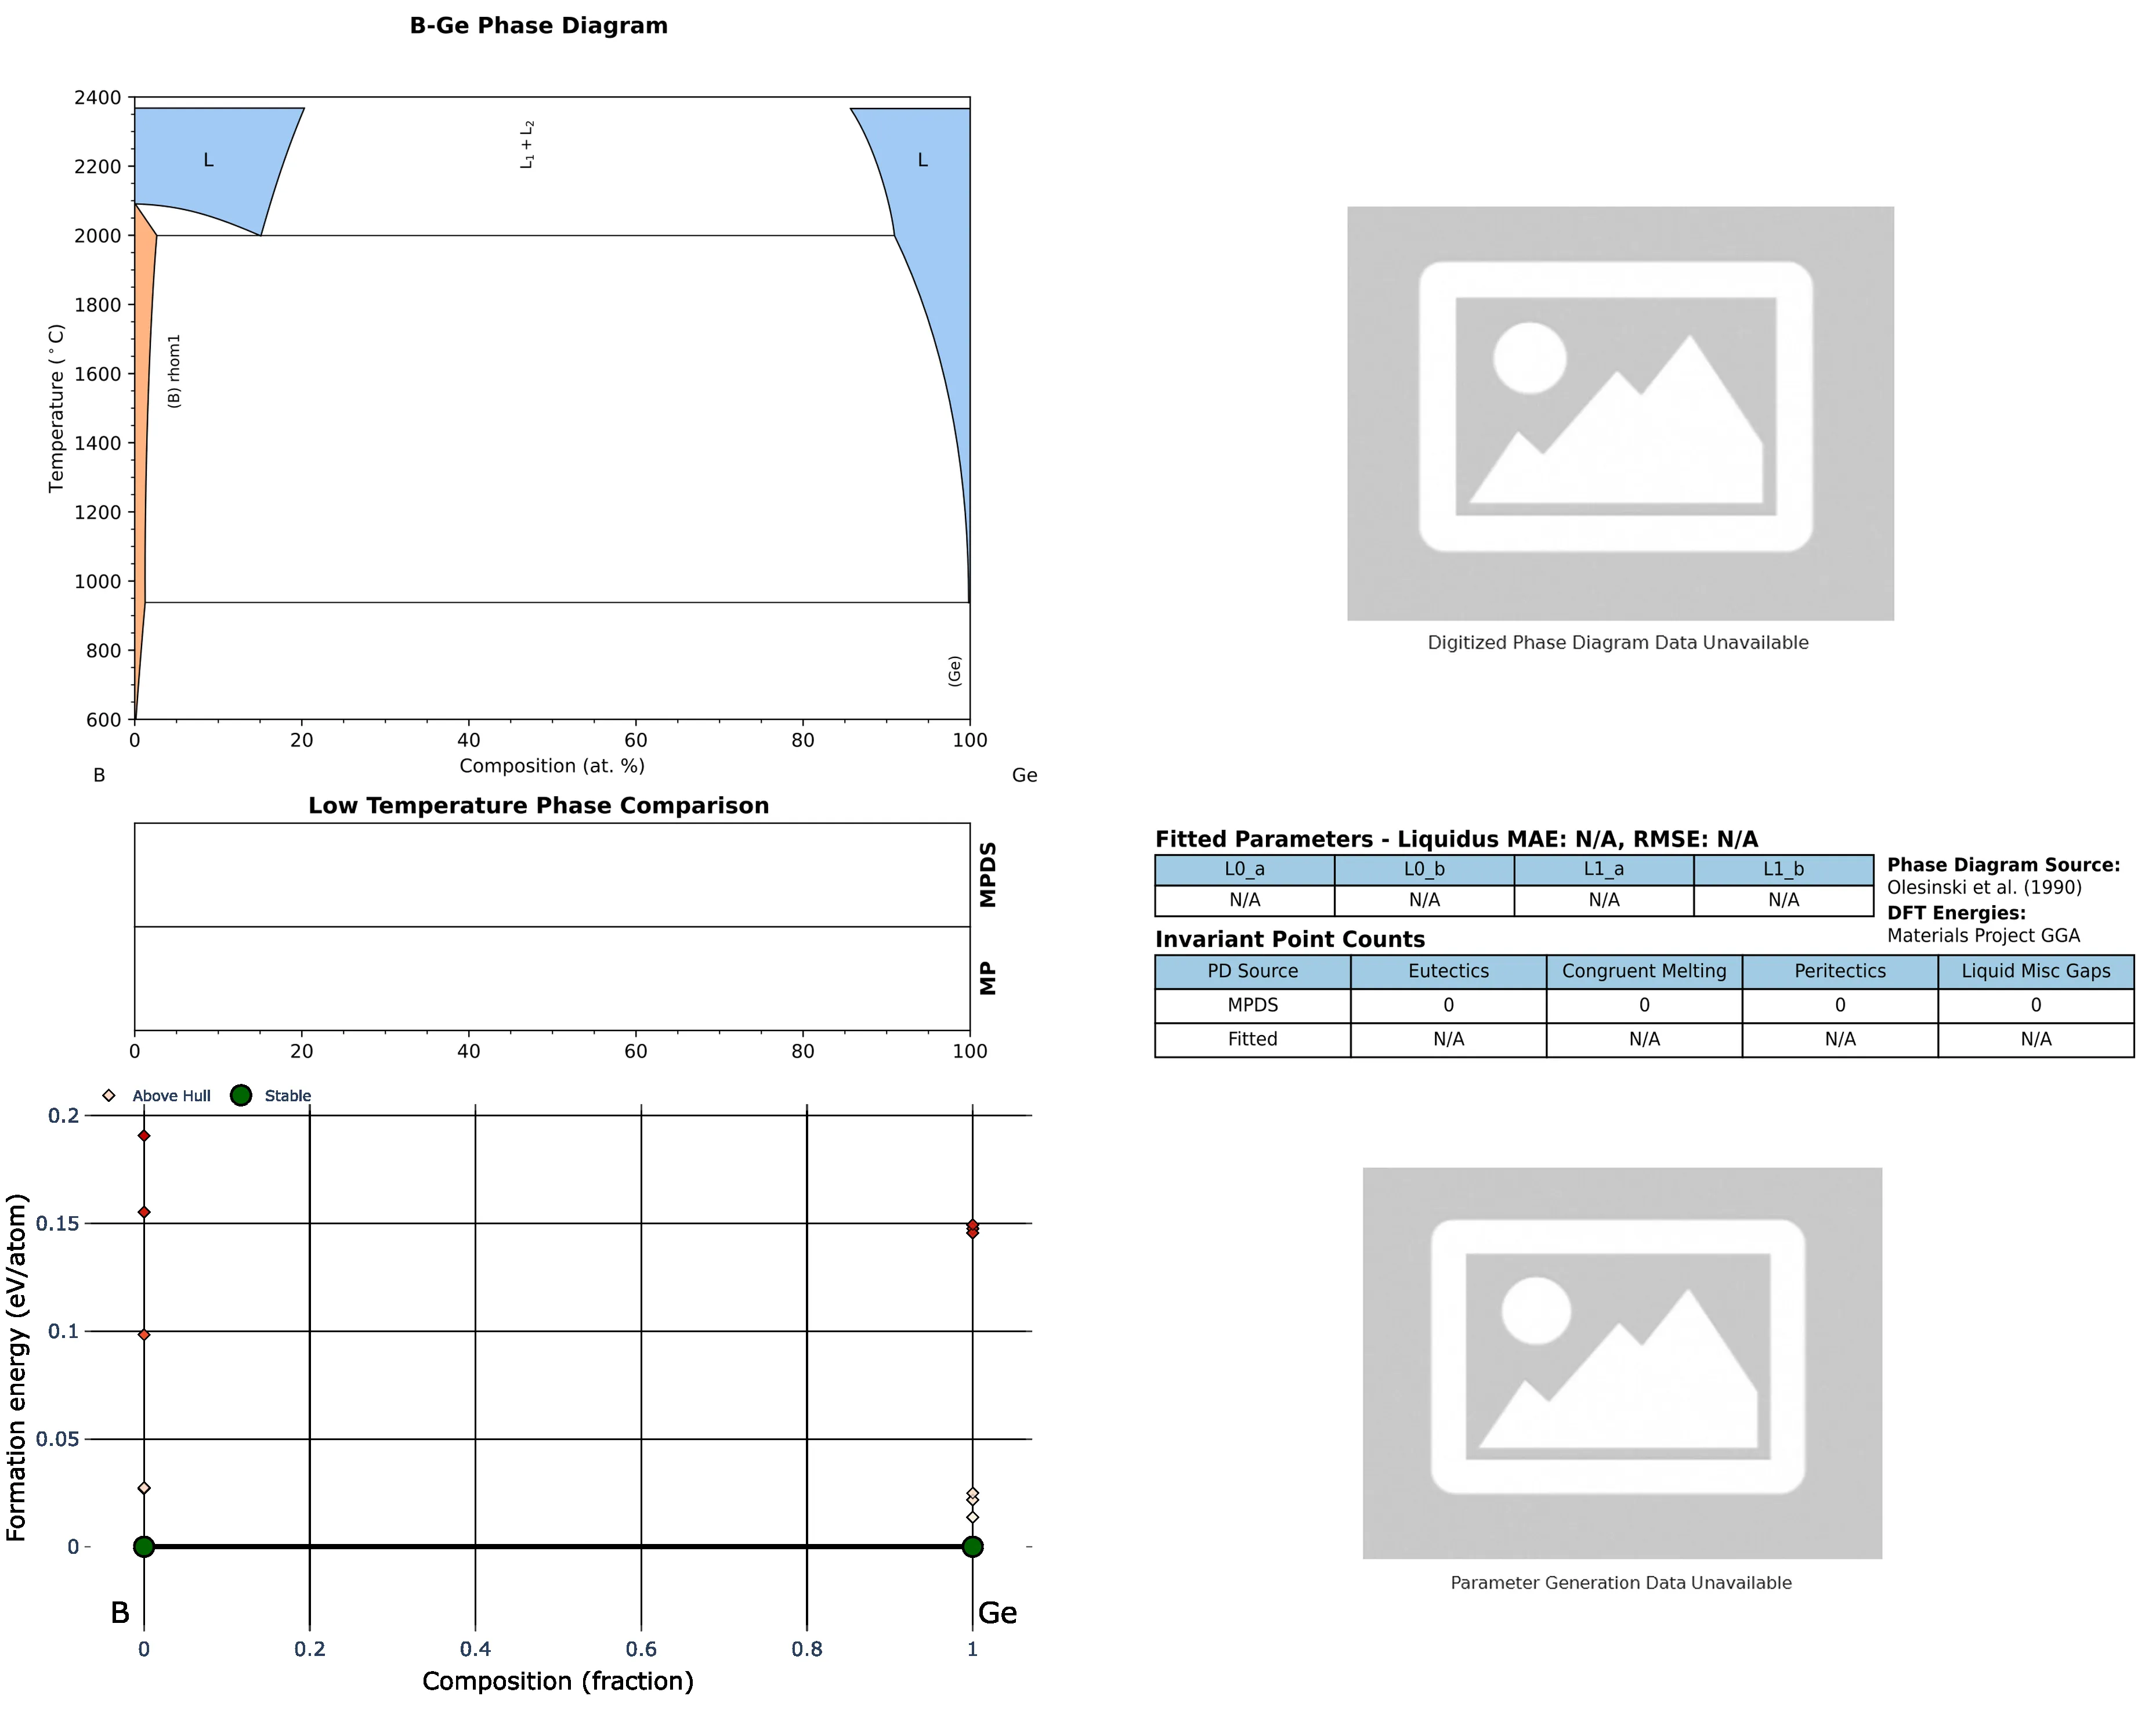 B-Ge Phase Diagram
2400
2200
2000
1800
1600
1400
1200
1000
800
600
Temperature (°C)
L
L₁ + L₂
L
(B) rhom1
(Ge)
0 20 40 60 80 100
Composition (at. %)
B Ge
Digitized Phase Diagram Data Unavailable
Low Temperature Phase Comparison
MPDS
MP
0 20 40 60 80 100
Fitted Parameters - Liquidus MAE: N/A, RMSE: N/A
L0_a L0_b L1_a L1_b
N/A N/A N/A N/A
Phase Diagram Source:
Olesinski et al. (1990)
DFT Energies:
Materials Project GGA
Invariant Point Counts
PD Source Eutectics Congruent Melting Peritectics Liquid Misc Gaps
MPDS 0 0 0 0
Fitted N/A N/A N/A N/A
Above Hull Stable
0.2
0.15
0.1
0.05
0
Formation energy (eV/atom)
B Ge
0 0.2 0.4 0.6 0.8 1
Composition (fraction)
Parameter Generation Data Unavailable